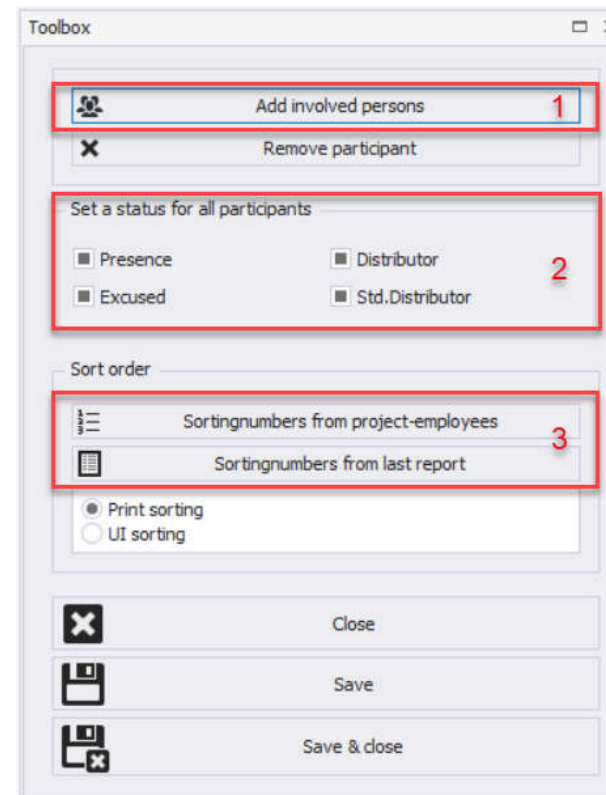 Toolbox
Add involved persons 1
Remove participant
Set a status for all participants
Presence Distributor
2
Excused Std.Distributor
Sort order
Sortingnumbers from project-employees
3
Sortingnumbers from last report
Print sorting
UI sorting
Close
Save
Save & close